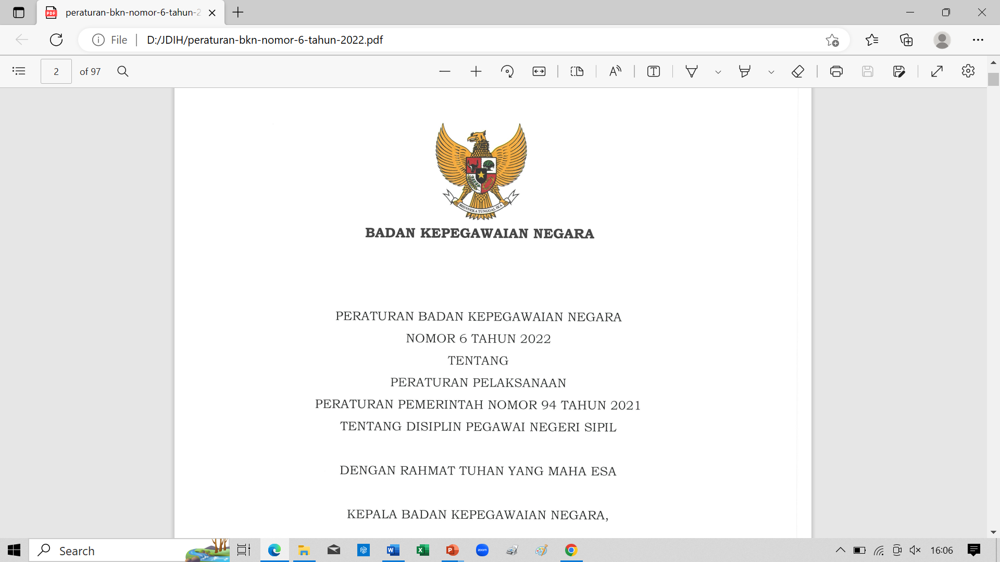 peraturan-bkn-nomor-6-tahun-2
File
D:/JDIH/peraturan-bkn-nomor-6-tahun-2022.pdf
2
of 97
BHINNEKA TUNGGAL IKA
BADAN KEPEGAWAIAN NEGARA
PERATURAN BADAN KEPEGAWAIAN NEGARA
NOMOR 6 TAHUN 2022
TENTANG
PERATURAN PELAKSANAAN
PERATURAN PEMERINTAH NOMOR 94 TAHUN 2021
TENTANG DISIPLIN PEGAWAI NEGERI SIPIL
DENGAN RAHMAT TUHAN YANG MAHA ESA
KEPALA BADAN KEPEGAWAIAN NEGARA,
Search
zoom
16:06